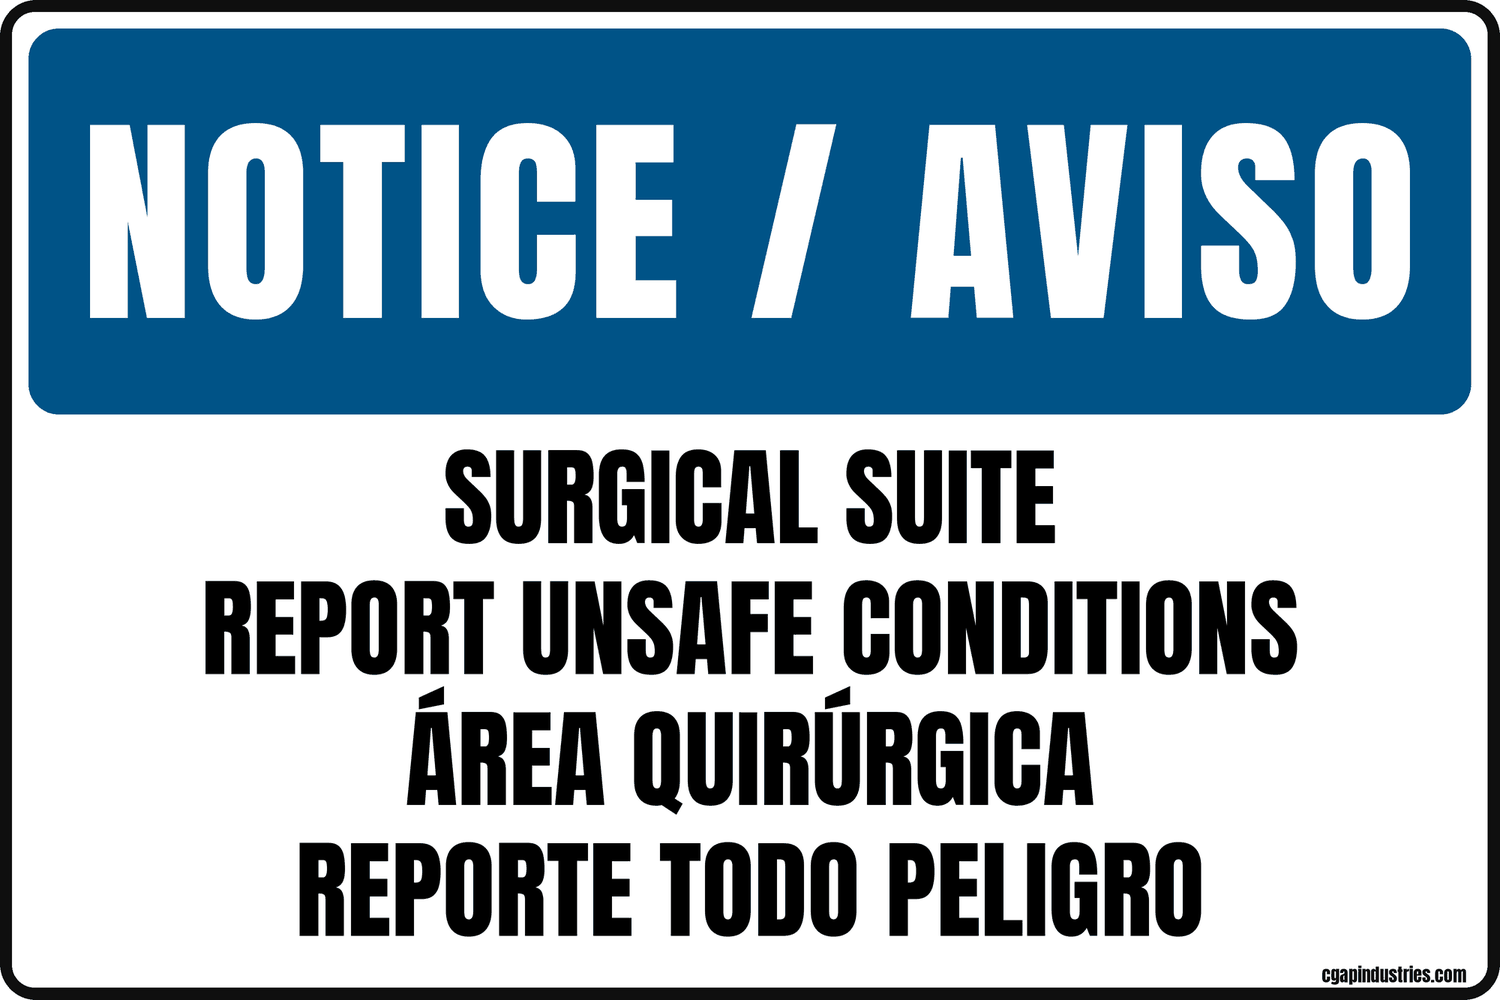 NOTICE / AVISO
SURGICAL SUITE
REPORT UNSAFE CONDITIONS
ÁREA QUIRÚRGICA
REPORTE TODO PELIGRO
cgapindustries.com